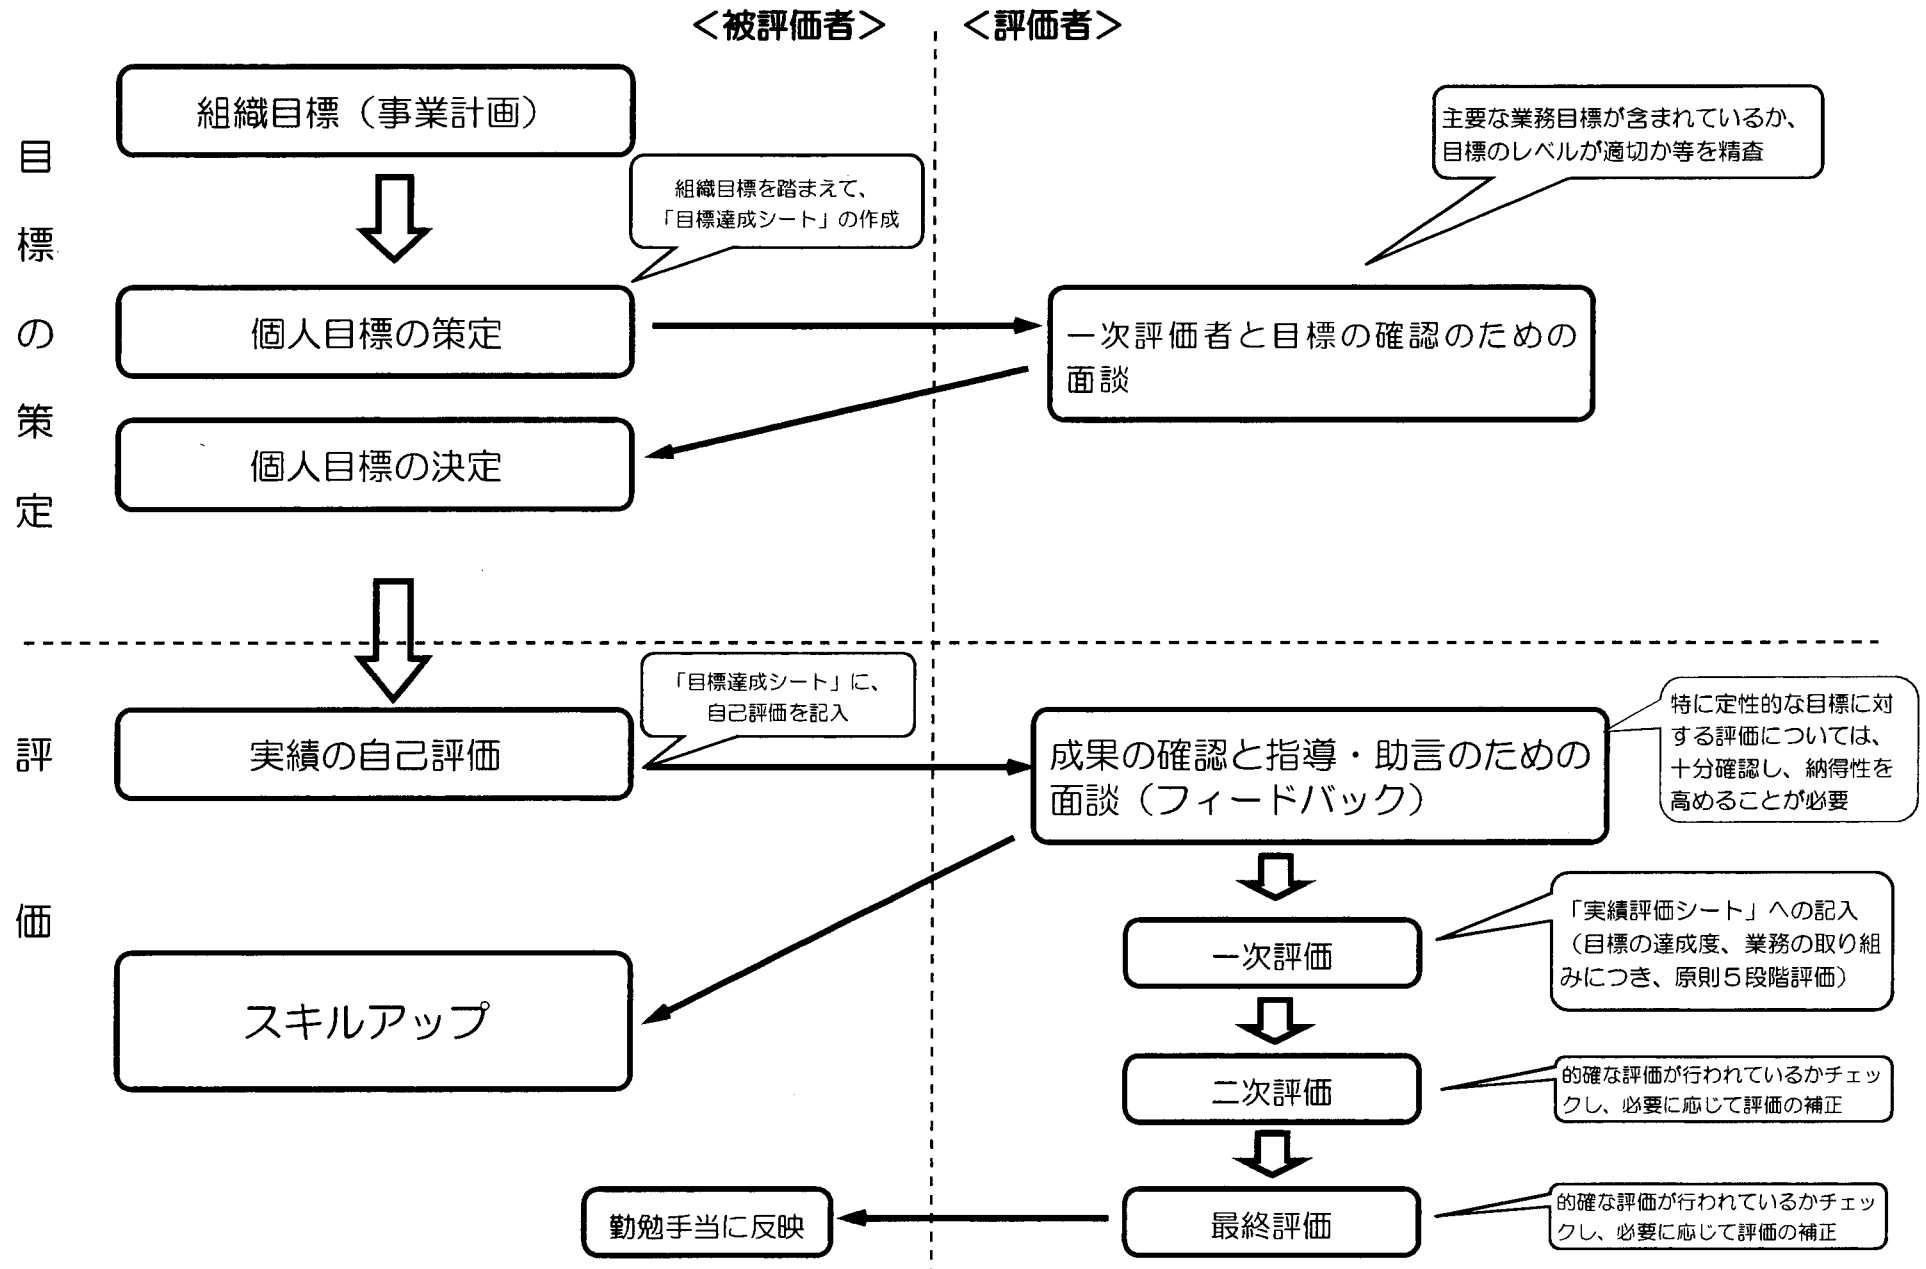 ＜被評価者＞
＜評価者＞
目標の策定
組織目標（事業計画）
組織目標を踏まえて、
「目標達成シート」の作成
主要な業務目標が含まれているか、
目標のレベルが適切か等を精査
個人目標の策定
一次評価者と目標の確認のための
面談
個人目標の決定
評価
「目標達成シート」に、
自己評価を記入
実績の自己評価
成果の確認と指導・助言のための
面談（フィードバック）
特に定性的な目標に対
する評価については、
十分確認し、納得性を
高めることが必要
一次評価
「実績評価シート」への記入
（目標の達成度、業務の取り組
みにつき、原則５段階評価）
スキルアップ
二次評価
的確な評価が行われているかチェッ
クし、必要に応じて評価の補正
勤勉手当に反映
最終評価
的確な評価が行われているかチェッ
クし、必要に応じて評価の補正